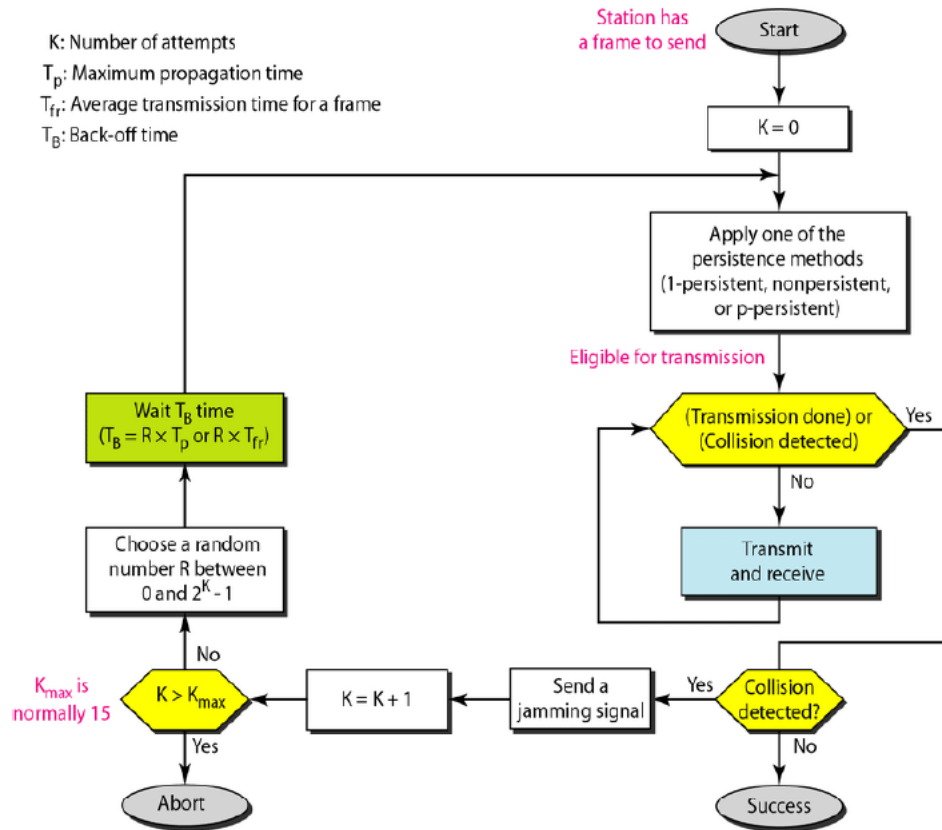 Station has
a frame to send
Start
K: Number of attempts
Tp: Maximum propagation time
Tfr: Average transmission time for a frame
TB: Back-off time
K = 0
Apply one of the
persistence methods
(1-persistent, nonpersistent,
or p-persistent)
Eligible for transmission
Wait TB time
(TB = R × Tp or R × Tfr)
(Transmission done) or
(Collision detected)
Yes
No
Choose a random
number R between
0 and 2^K - 1
Transmit
and receive
No
Kmax is
normally 15
K > Kmax
K = K + 1
Send a
jamming signal
Yes
Collision
detected?
Yes
No
Abort
Success